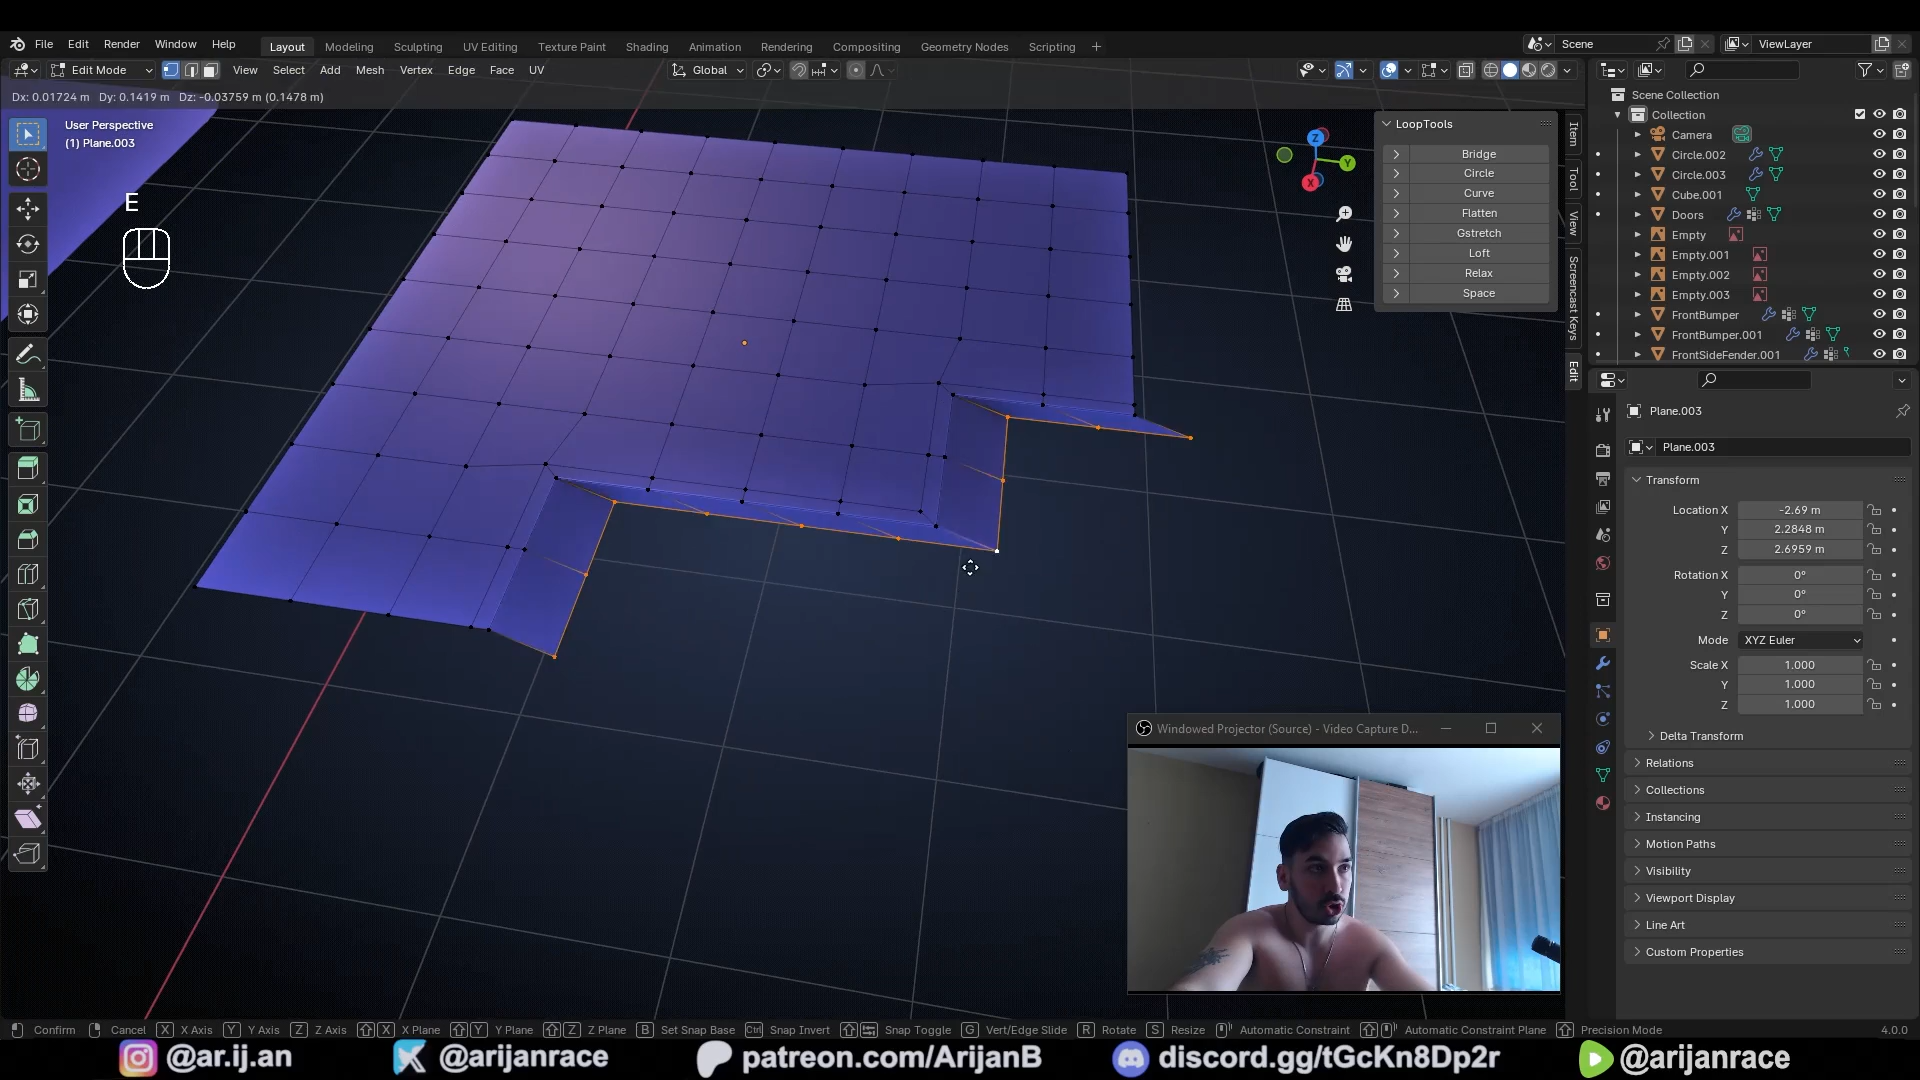 File Edit Render Window Help Layout Modeling Sculpting UV Editing Texture Paint Shading Animation Rendering Compositing Geometry Nodes Scripting + Scene ViewLayer
Edit Mode View Select Add Mesh Vertex Edge Face UV Global
Dx: 0.01724 m Dy: 0.1419 m Dz: -0.03759 m (0.1478 m)
User Perspective
(1) Plane.003
E
LoopTools
Bridge
Circle
Curve
Flatten
Gstretch
Loft
Relax
Space
Z
Y
X
Item
Tool
View
Screencast Keys
Edit
Scene Collection
Collection
Camera
Circle.002
Circle.003
Cube.001
Doors
Empty
Empty.001
Empty.002
Empty.003
FrontBumper
FrontBumper.001
FrontSideFender.001
Plane.003
Plane.003
Transform
Location X -2.69 m
Y 2.2848 m
Z 2.6959 m
Rotation X 0°
Y 0°
Z 0°
Mode XYZ Euler
Scale X 1.000
Y 1.000
Z 1.000
Delta Transform
Relations
Collections
Instancing
Motion Paths
Visibility
Viewport Display
Line Art
Custom Properties
Windowed Projector (Source) - Video Capture D...
Confirm Cancel X X Axis Y Y Axis Z Z Axis X X Plane Y Y Plane Z Z Plane B Set Snap Base Ctrl Snap Invert Snap Toggle G Vert/Edge Slide R Rotate S Resize Automatic Constraint Automatic Constraint Plane Precision Mode 4.0.0
@ar.ij.an @arijanrace patreon.com/ArijanB discord.gg/tGcKn8Dp2r @arijanrace